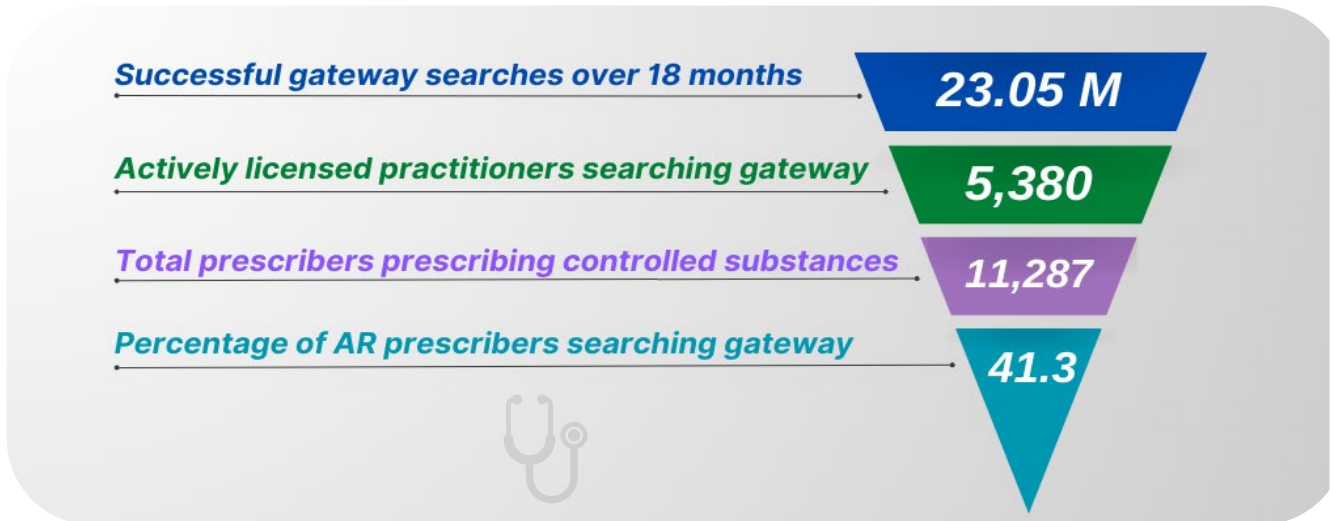 Successful gateway searches over 18 months
23.05 M
Actively licensed practitioners searching gateway
5,380
Total prescribers prescribing controlled substances
11,287
Percentage of AR prescribers searching gateway
41.3